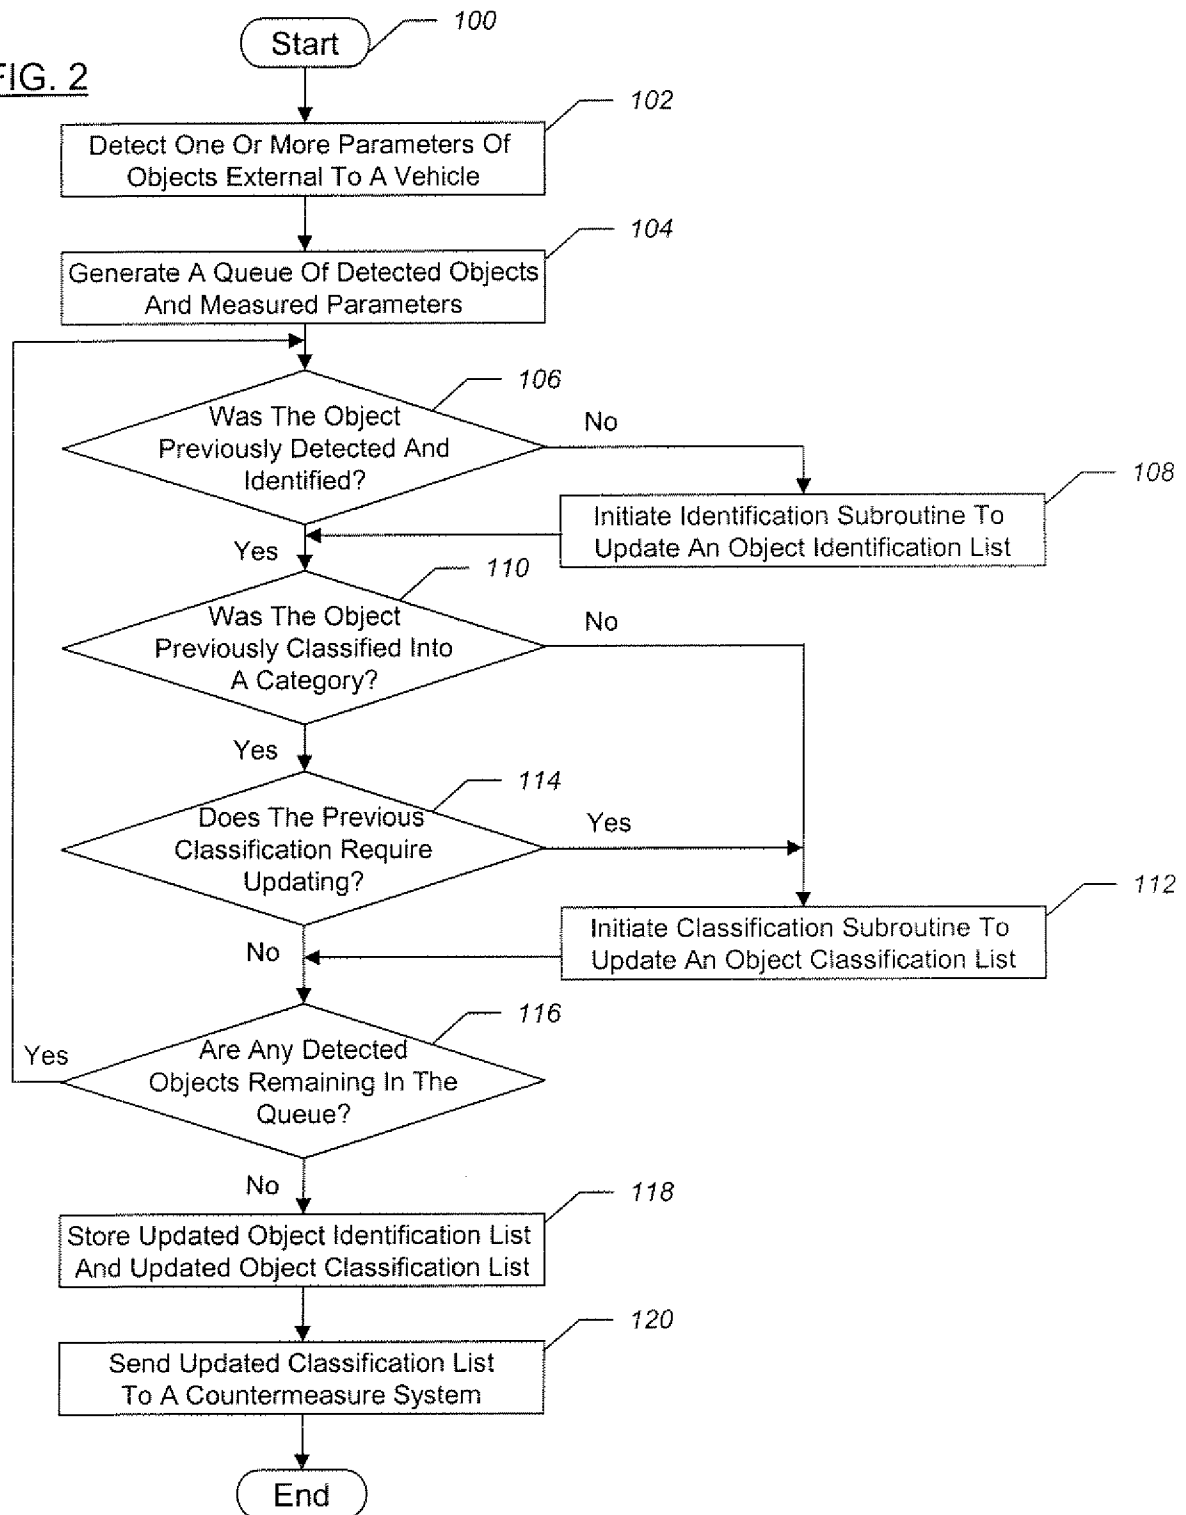 Start
100
FIG. 2
102
Detect One Or More Parameters Of
Objects External To A Vehicle
104
Generate A Queue Of Detected Objects
And Measured Parameters
106
Was The Object
Previously Detected And
Identified?
No
108
Initiate Identification Subroutine To
Update An Object Identification List
Yes
110
Was The Object
Previously Classified Into
A Category?
No
Yes
114
Does The Previous
Classification Require
Updating?
Yes
112
Initiate Classification Subroutine To
Update An Object Classification List
No
116
Are Any Detected
Objects Remaining In The
Queue?
Yes
No
118
Store Updated Object Identification List
And Updated Object Classification List
120
Send Updated Classification List
To A Countermeasure System
End